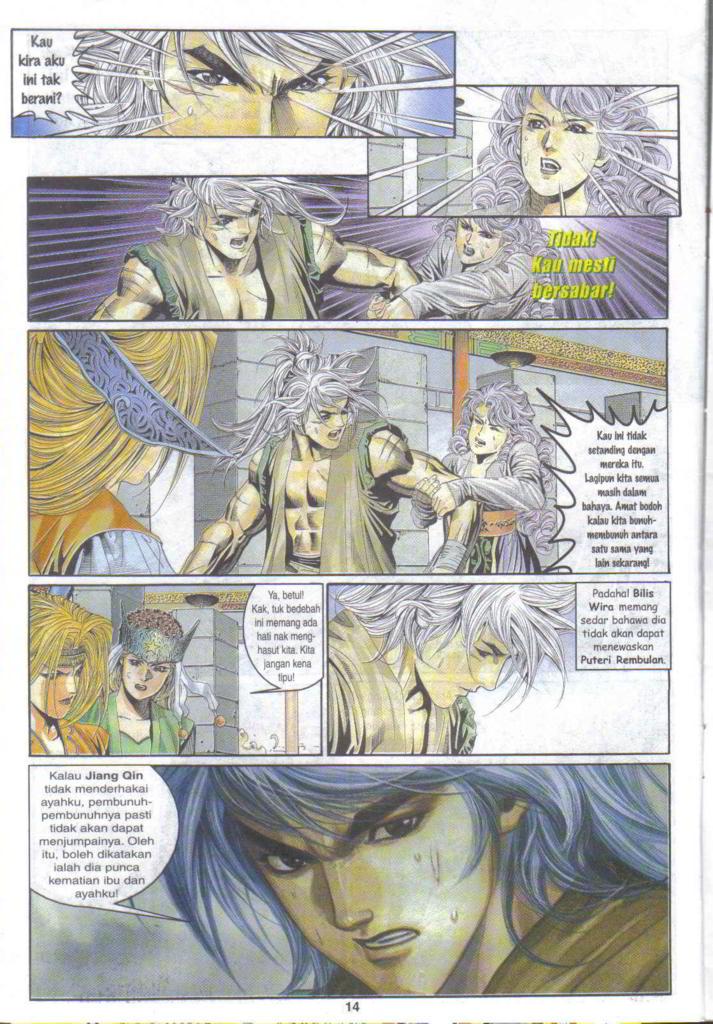 Kau
kira aku
ini tak
berani?
Tidak!
Kau mesti
bersabar!
Kau ini tidak
setanding dengan
mereka itu.
Lagipun kita semua
masih dalam
bahaya. Amat bodoh
kalau kita bunuh-
membunuh antara
satu sama yang
lain sekarang!
Ya, betul!
Kak, tuk bedebah
ini memang ada
hati nak meng-
hasut kita. Kita
jangan kena
tipu!
Padahal Bilis
Wira memang
sedar bahawa dia
tidak akan dapat
menewaskan
Puteri Rembulan.
Kalau Jiang Qin
tidak menderhakai
ayahku, pembunuh-
pembunuhnya pasti
tidak akan dapat
menjumpainya. Oleh
itu, boleh dikatakan
ialah dia punca
kematian ibu dan
ayahku!
14